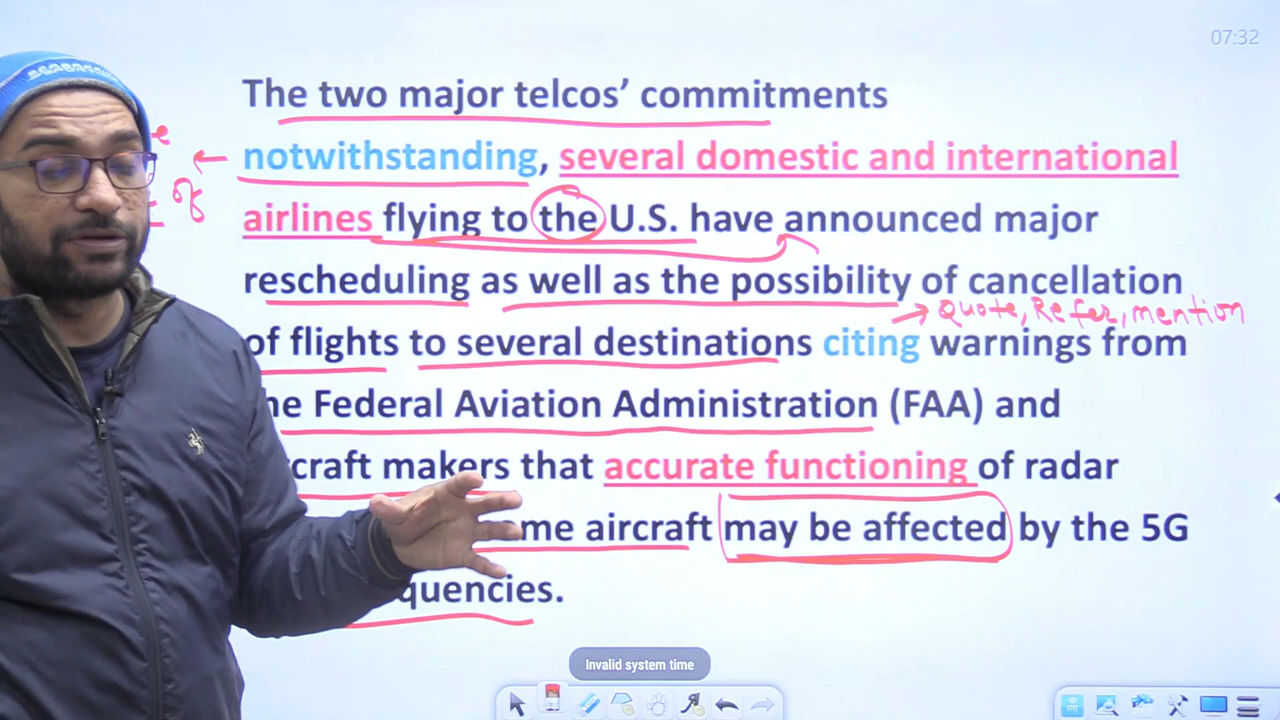 07:32
The two major telcos’ commitments
notwithstanding, several domestic and international
airlines flying to the U.S. have announced major
rescheduling as well as the possibility of cancellation
→ Quote, Refer, mention
of flights to several destinations citing warnings from
he Federal Aviation Administration (FAA) and
craft makers that accurate functioning of radar
me aircraft may be affected by the 5G
quencies.
Invalid system time